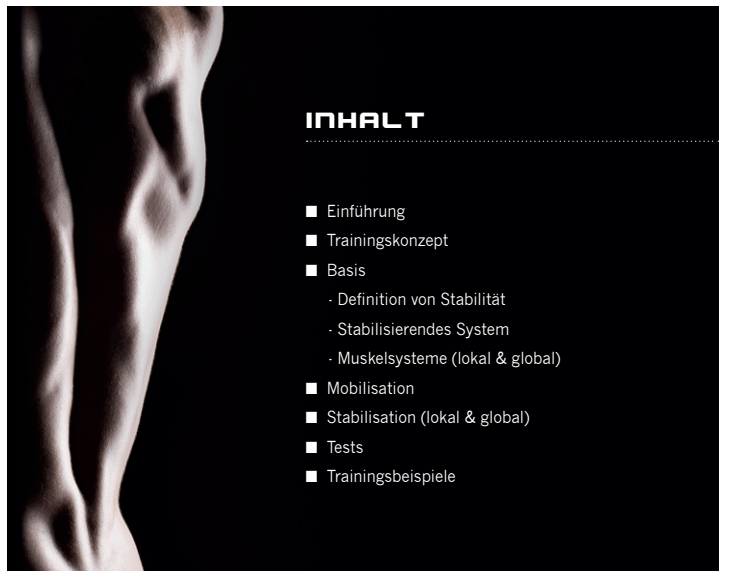 INHALT
■ Einführung
■ Trainingskonzept
■ Basis
- Definition von Stabilität
- Stabilisierendes System
- Muskelsysteme (lokal & global)
■ Mobilisation
■ Stabilisation (lokal & global)
■ Tests
■ Trainingsbeispiele